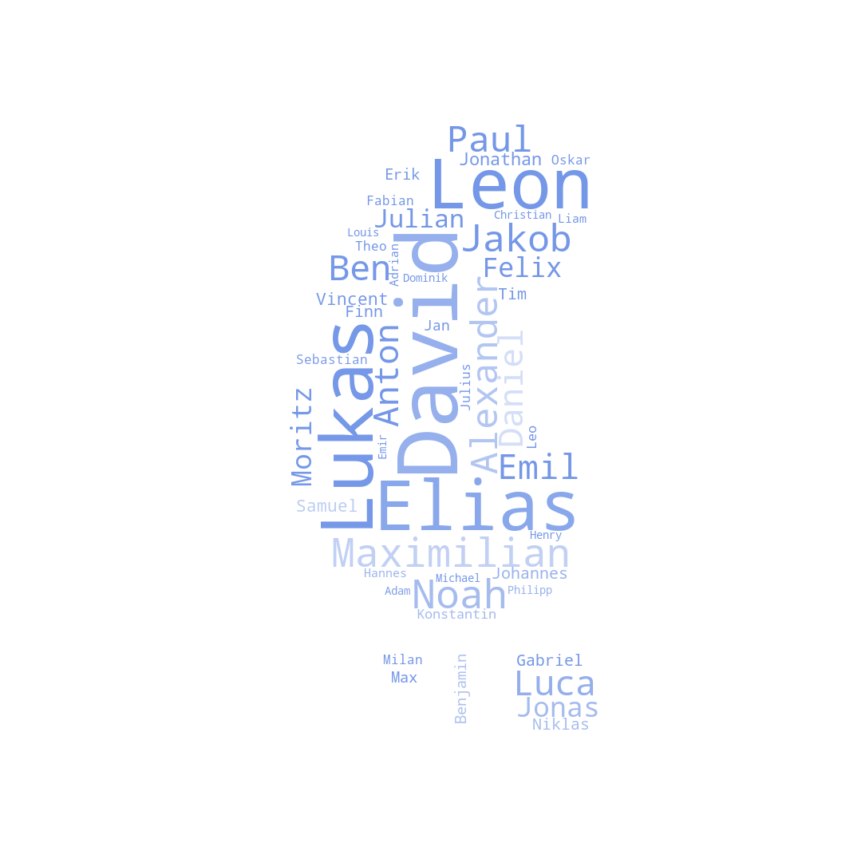 Paul
Jonathan
Oskar
Leon
Erik
Fabian
Julian
Christian
Liam
Louis
Theo
Jakob
Adrian
David
Ben
Dominik
Felix
Vincent
Tim
Finn
Jan
Alexander
Sebastian
Lukas
Anton
Julius
Daniel
Moritz
Emir
Leo
Emil
Samuel
Elias
Henry
Maximilian
Hannes
Michael
Johannes
Adam
Noah
Philipp
Konstantin
Milan
Max
Benjamin
Gabriel
Luca
Jonas
Niklas